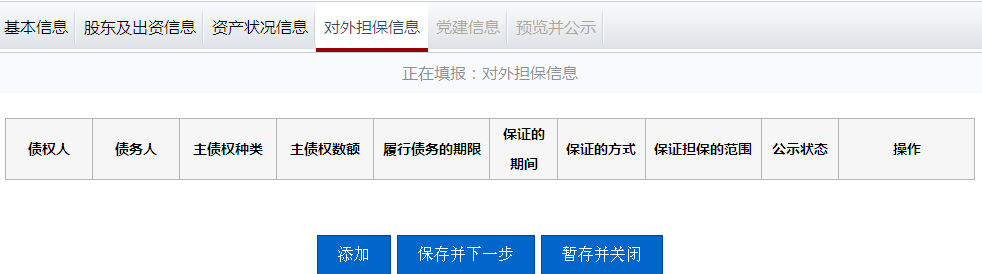 基本信息 股东及出资信息 资产状况信息 对外担保信息 党建信息 预览并公示
正在填报：对外担保信息
债权人 债务人 主债权种类 主债权数额 履行债务的期限 保证的期间 保证的方式 保证担保的范围 公示状态 操作
添加 保存并下一步 暂存并关闭